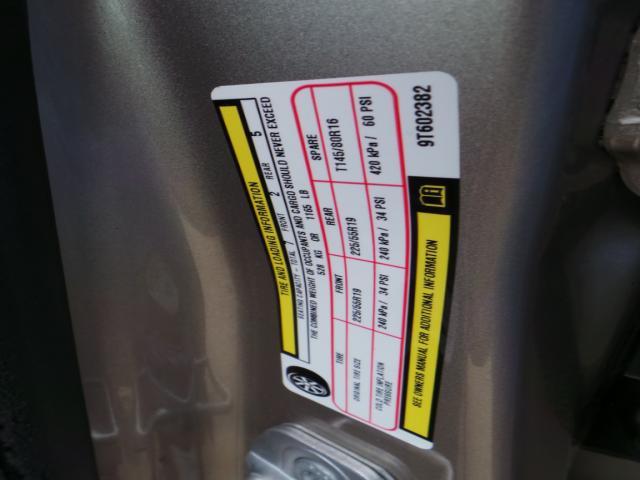 TIRE AND LOADING INFORMATION
SEATING CAPACITY - TOTAL 7 FRONT 2 REAR 5
THE COMBINED WEIGHT OF OCCUPANTS AND CARGO SHOULD NEVER EXCEED
528 KG OR 1165 LB
TIRE FRONT REAR SPARE
ORIGINAL TIRE SIZE 225/55R19 225/55R19 T145/80R16
COLD TIRE INFLATION PRESSURE 240 kPa / 34 PSI 240 kPa / 34 PSI 420 kPa / 60 PSI
SEE OWNERS MANUAL FOR ADDITIONAL INFORMATION
9T602382